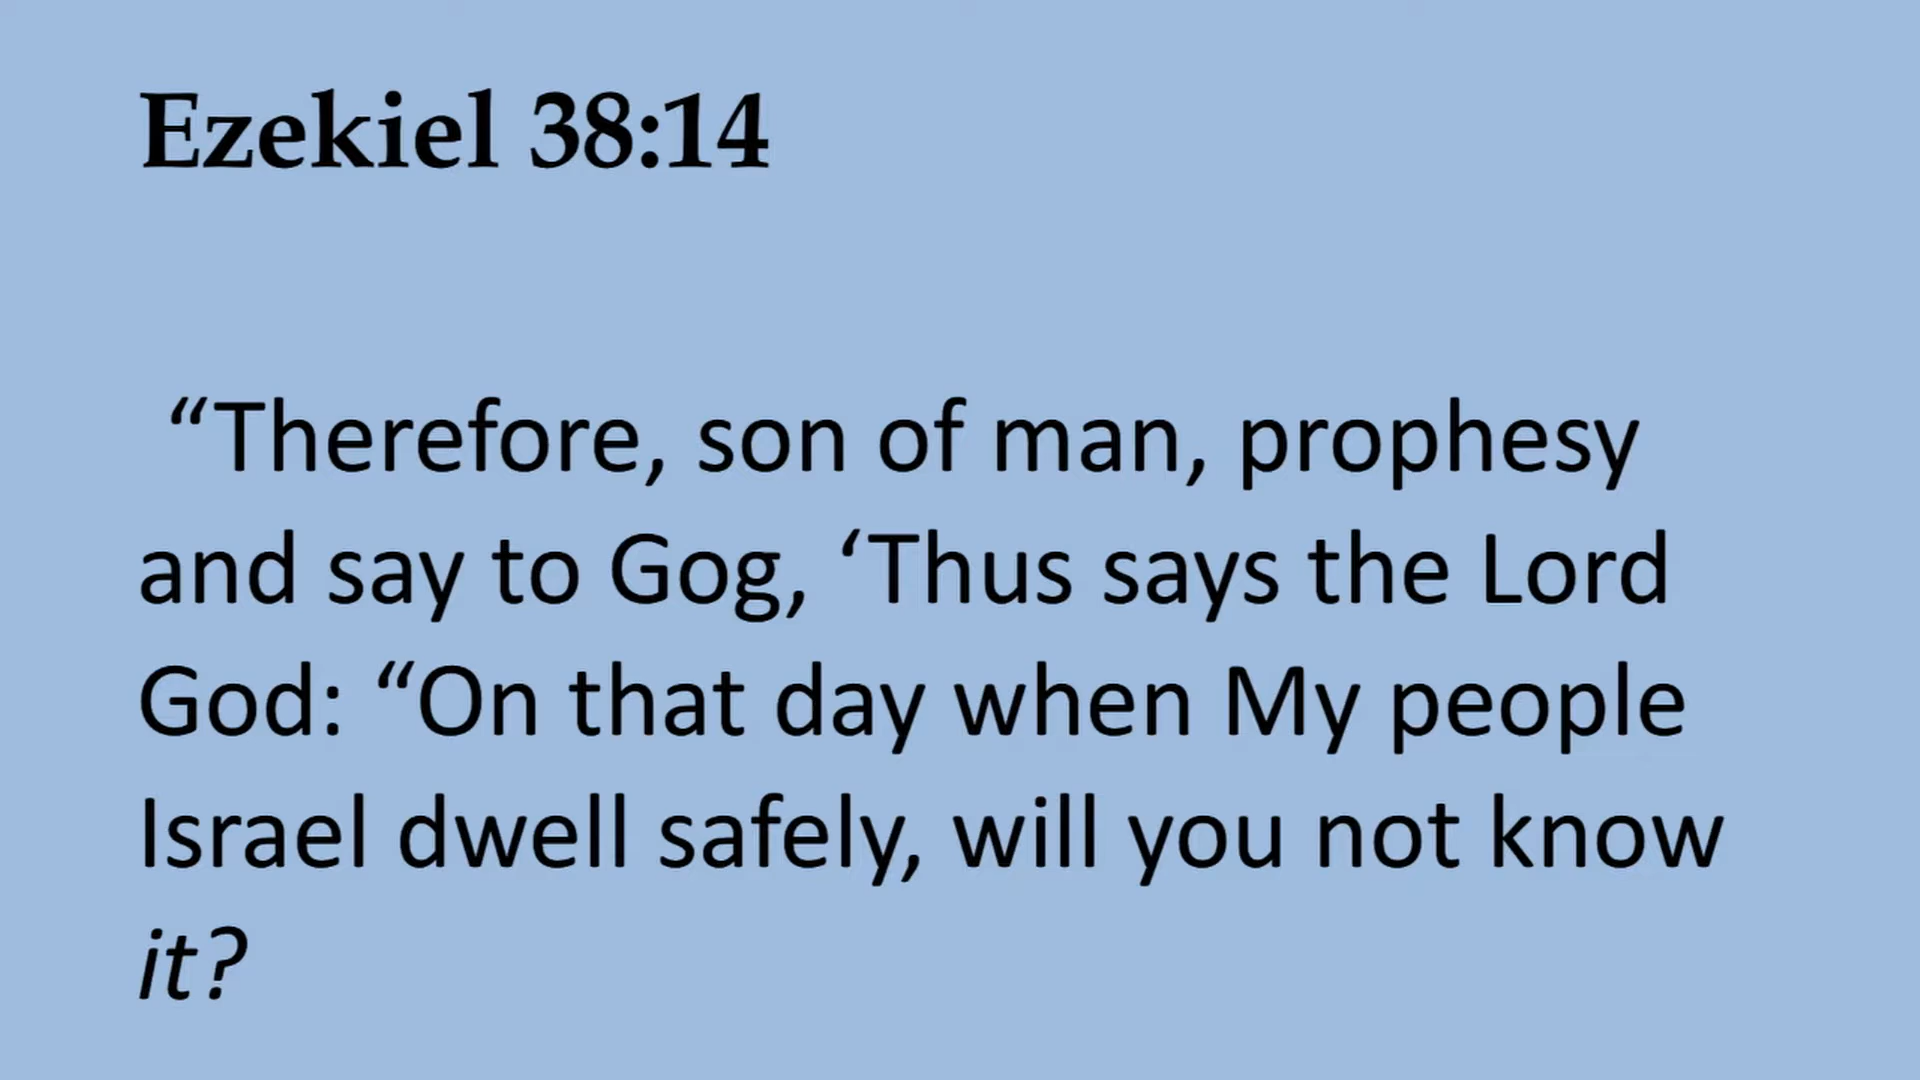 Ezekiel 38:14
“Therefore, son of man, prophesy
and say to Gog, ‘Thus says the Lord
God: “On that day when My people
Israel dwell safely, will you not know
it?